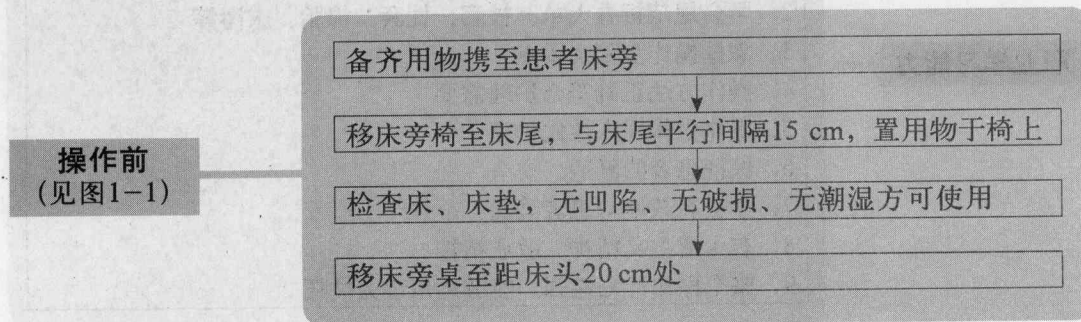 操作前
(见图1-1)
备齐用物携至患者床旁
移床旁椅至床尾，与床尾平行间隔15 cm，置用物于椅上
检查床、床垫，无凹陷、无破损、无潮湿方可使用
移床旁桌至距床头20 cm处